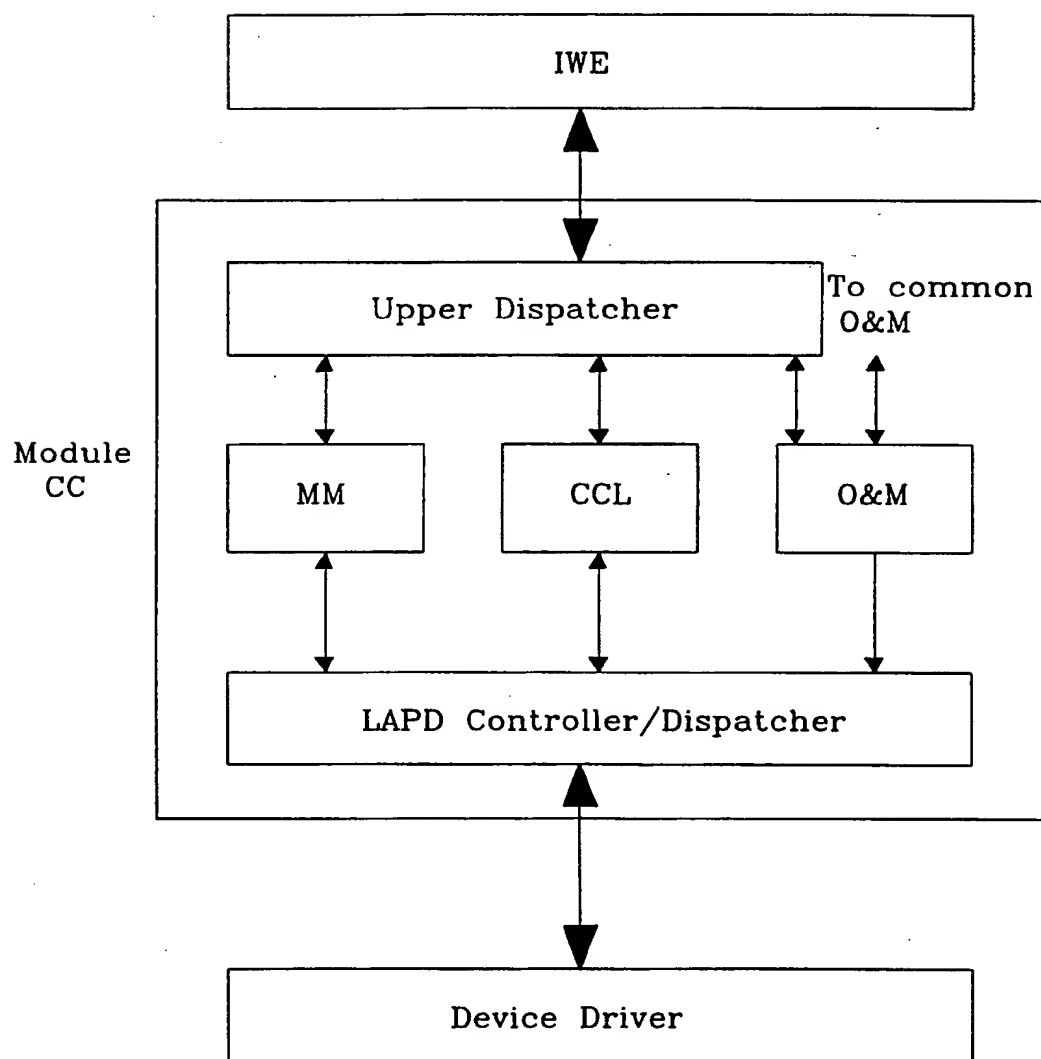 IWE
To common
O&M
Upper Dispatcher
Module
CC
MM
CCL
O&M
LAPD Controller/Dispatcher
Device Driver